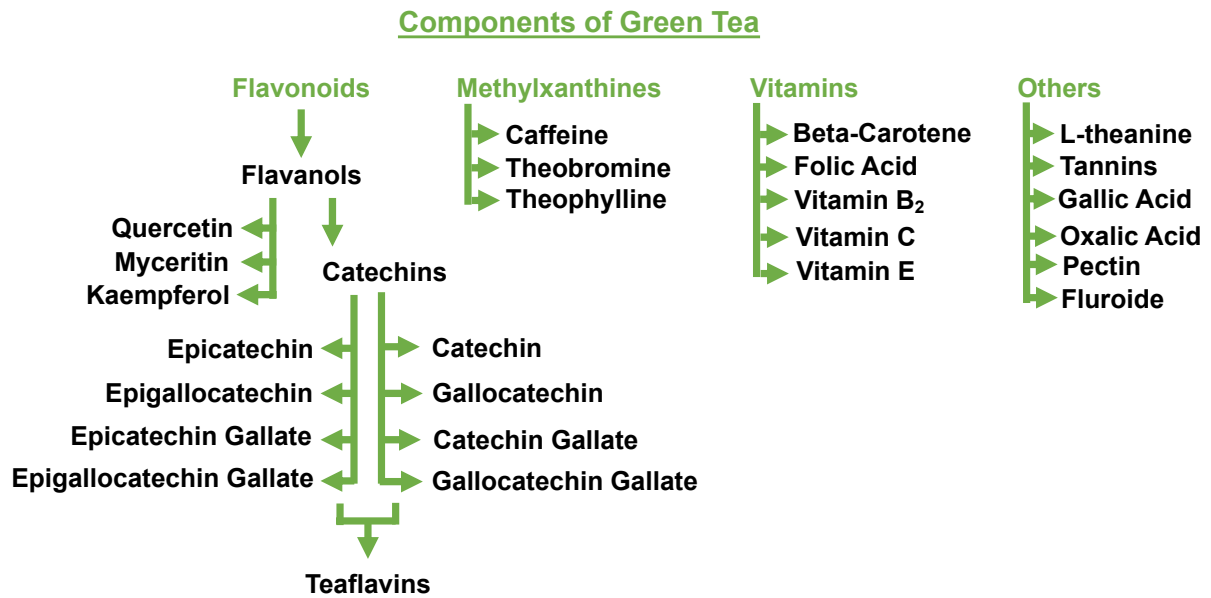 Components of Green Tea
Flavonoids
Flavanols
Quercetin
Myceritin
Kaempferol
Catechins
Epicatechin
Epigallocatechin
Epicatechin Gallate
Epigallocatechin Gallate
Catechin
Gallocatechin
Catechin Gallate
Gallocatechin Gallate
Teaflavins
Methylxanthines
Caffeine
Theobromine
Theophylline
Vitamins
Beta-Carotene
Folic Acid
Vitamin B₂
Vitamin C
Vitamin E
Others
L-theanine
Tannins
Gallic Acid
Oxalic Acid
Pectin
Fluroide